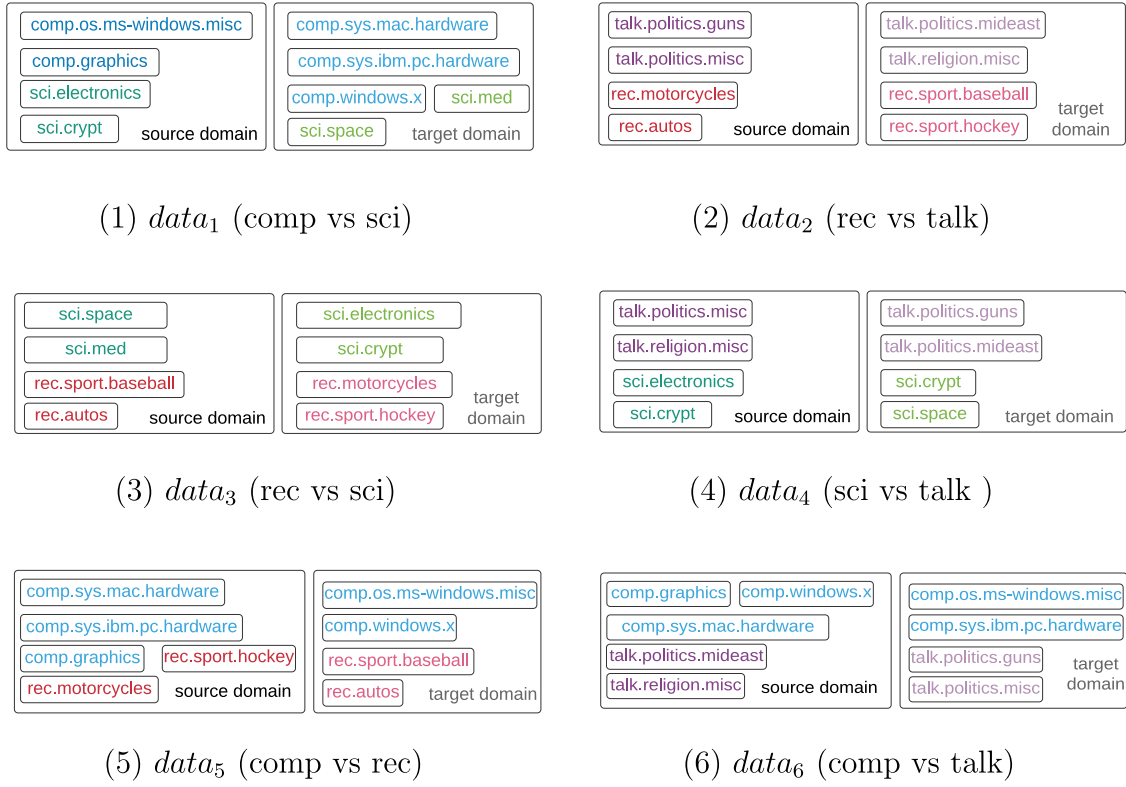 comp.os.ms-windows.misc
comp.graphics
sci.electronics
sci.crypt
source domain
comp.sys.mac.hardware
comp.sys.ibm.pc.hardware
comp.windows.x sci.med
sci.space
target domain
(1) data1 (comp vs sci)
talk.politics.guns
talk.politics.misc
rec.motorcycles
rec.autos
source domain
talk.politics.mideast
talk.religion.misc
rec.sport.baseball
rec.sport.hockey
target
domain
(2) data2 (rec vs talk)
sci.space
sci.med
rec.sport.baseball
rec.autos
source domain
sci.electronics
sci.crypt
rec.motorcycles
rec.sport.hockey
target
domain
(3) data3 (rec vs sci)
talk.politics.misc
talk.religion.misc
sci.electronics
sci.crypt
source domain
talk.politics.guns
talk.politics.mideast
sci.crypt
sci.space
target domain
(4) data4 (sci vs talk )
comp.sys.mac.hardware
comp.sys.ibm.pc.hardware
comp.graphics rec.sport.hockey
rec.motorcycles
source domain
comp.os.ms-windows.misc
comp.windows.x
rec.sport.baseball
rec.autos
target domain
(5) data5 (comp vs rec)
comp.graphics comp.windows.x
comp.sys.mac.hardware
talk.politics.mideast
talk.religion.misc
source domain
comp.os.ms-windows.misc
comp.sys.ibm.pc.hardware
talk.politics.guns
talk.politics.misc
target
domain
(6) data6 (comp vs talk)